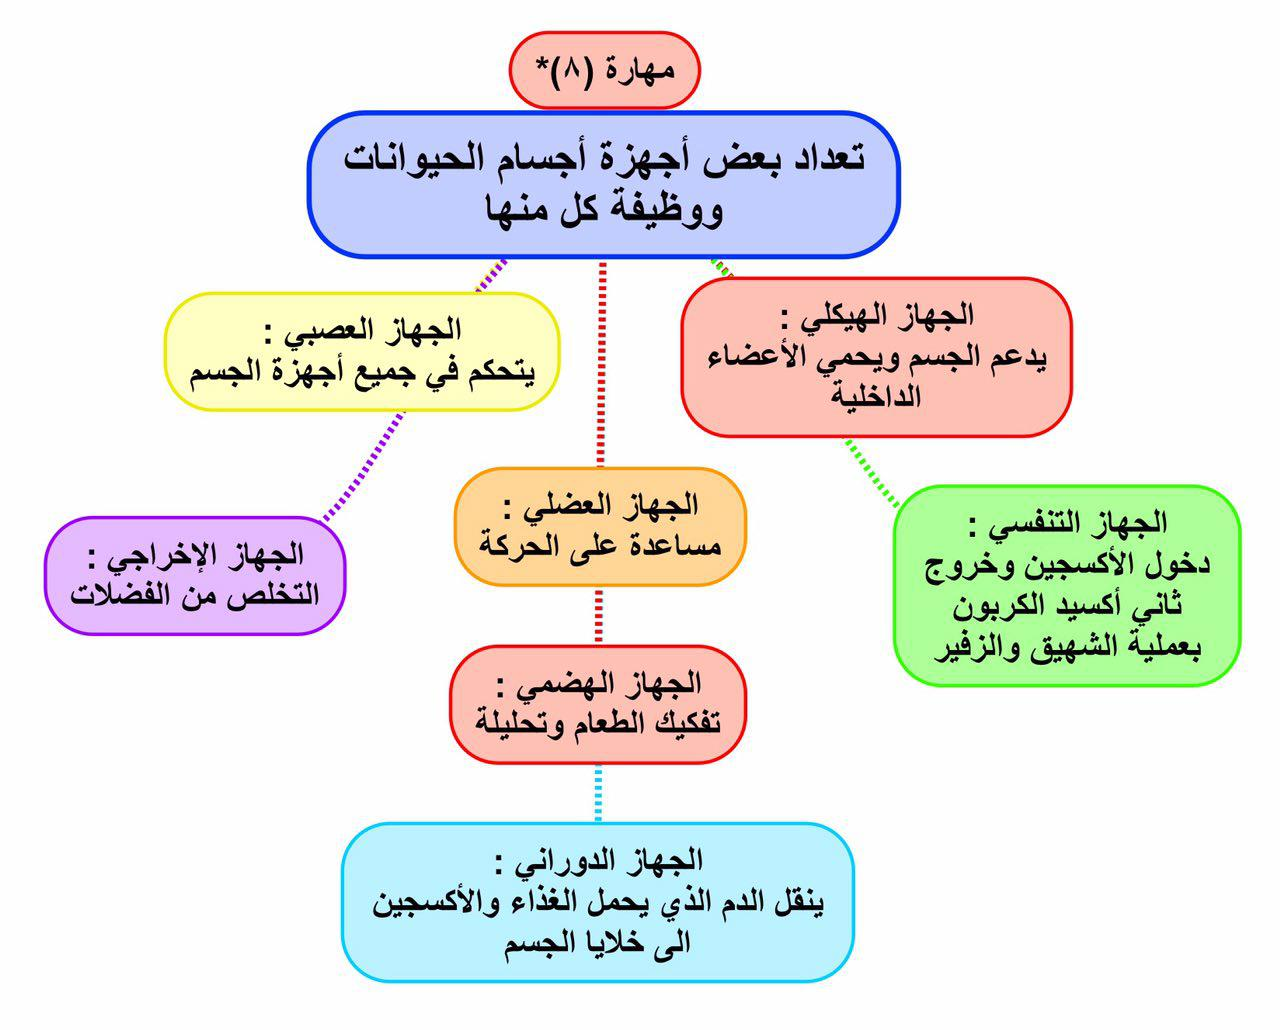 مهارة (٨)*
تعداد بعض أجهزة أجسام الحيوانات
ووظيفة كل منها
الجهاز الهيكلي :
يدعم الجسم ويحمي الأعضاء
الداخلية
الجهاز العصبي :
يتحكم في جميع أجهزة الجسم
الجهاز العضلي :
مساعدة على الحركة
الجهاز التنفسي :
دخول الأكسجين وخروج
ثاني أكسيد الكربون
بعملية الشهيق والزفير
الجهاز الإخراجي :
التخلص من الفضلات
الجهاز الهضمي :
تفكيك الطعام وتحليلة
الجهاز الدوراني :
ينقل الدم الذي يحمل الغذاء والأكسجين
الى خلايا الجسم